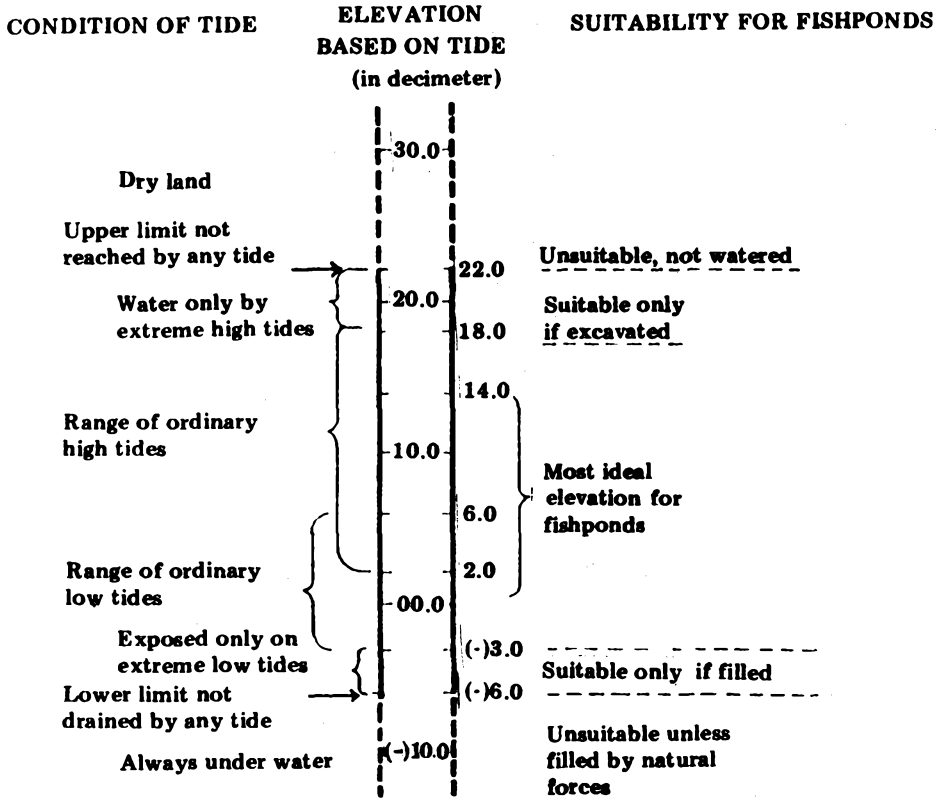 CONDITION OF TIDE
ELEVATION
BASED ON TIDE
(in decimeter)
SUITABILITY FOR FISHPONDS
30.0
Dry land
Upper limit not
reached by any tide
22.0
Unsuitable, not watered
Water only by
extreme high tides
20.0
18.0
Suitable only
if excavated
14.0
Range of ordinary
high tides
10.0
Most ideal
elevation for
fishponds
6.0
2.0
Range of ordinary
low tides
00.0
Exposed only on
extreme low tides
(-)3.0
Suitable only if filled
Lower limit not
drained by any tide
(-)6.0
Always under water
(-)10.0
Unsuitable unless
filled by natural
forces